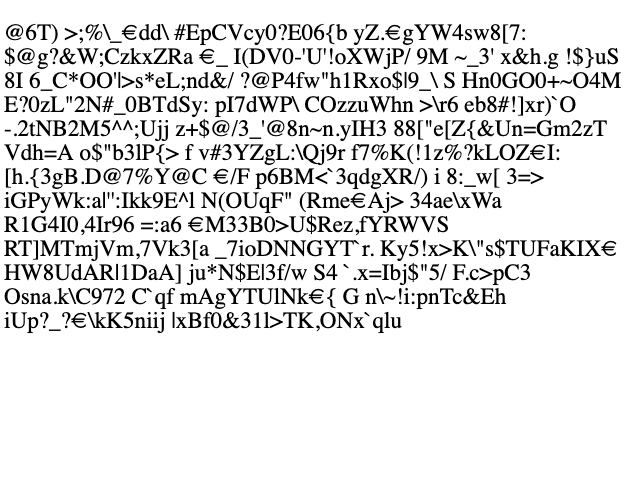 @6T) >;%\_€dd\ #EpCVcy0?E06{b yZ.€gYW4sw8[7:
$@g?&W;CzkxZRa €_ I(DV0-'U'!oXWjP/ 9M ~_3' x&h.g !$}uS
8I 6_C*OO'l>s*eL;nd&/ ?@P4fw"h1Rxo$l9_\ S Hn0GO0+~O4M
E?0zL"2N#_0BTdSy: pI7dWP\ COzzuWhn >\r6 eb8#!]xr)`O
-.2tNB2M5^^;Ujj z+$@/3_'@8n~n.yIH3 88["e[Z{&Un=Gm2zT
Vdh=A o$"b3lP{> f v#3YZgL:\Qj9r f7%K(!1z%?kLOZ€I:
[h.{3gB.D@7%Y@C €/F p6BM<`3qdgXR/) i 8:_w[ 3=>
iGPyWk:a|":Ikk9E^l N(OUqF" (Rme€Aj> 34ae\xWa
R1G4I0,4Ir96 =:a6 €M33B0>U$Rez,fYRWVS
RT]MTmjVm,7Vk3[a _7ioDNNGYT`r. Ky5!x>K\"s$TUFaKIX€
HW8UdARl1DaA] ju*N$E|3f/w S4 `.x=Ibj$"5/ F.c>pC3
Osna.k\C972 C`qf mAgYTUlNk€{ G n\~!i:pnTc&Eh
iUp?_?€\kK5niij |xBf0&31l>TK,ONx`qlu